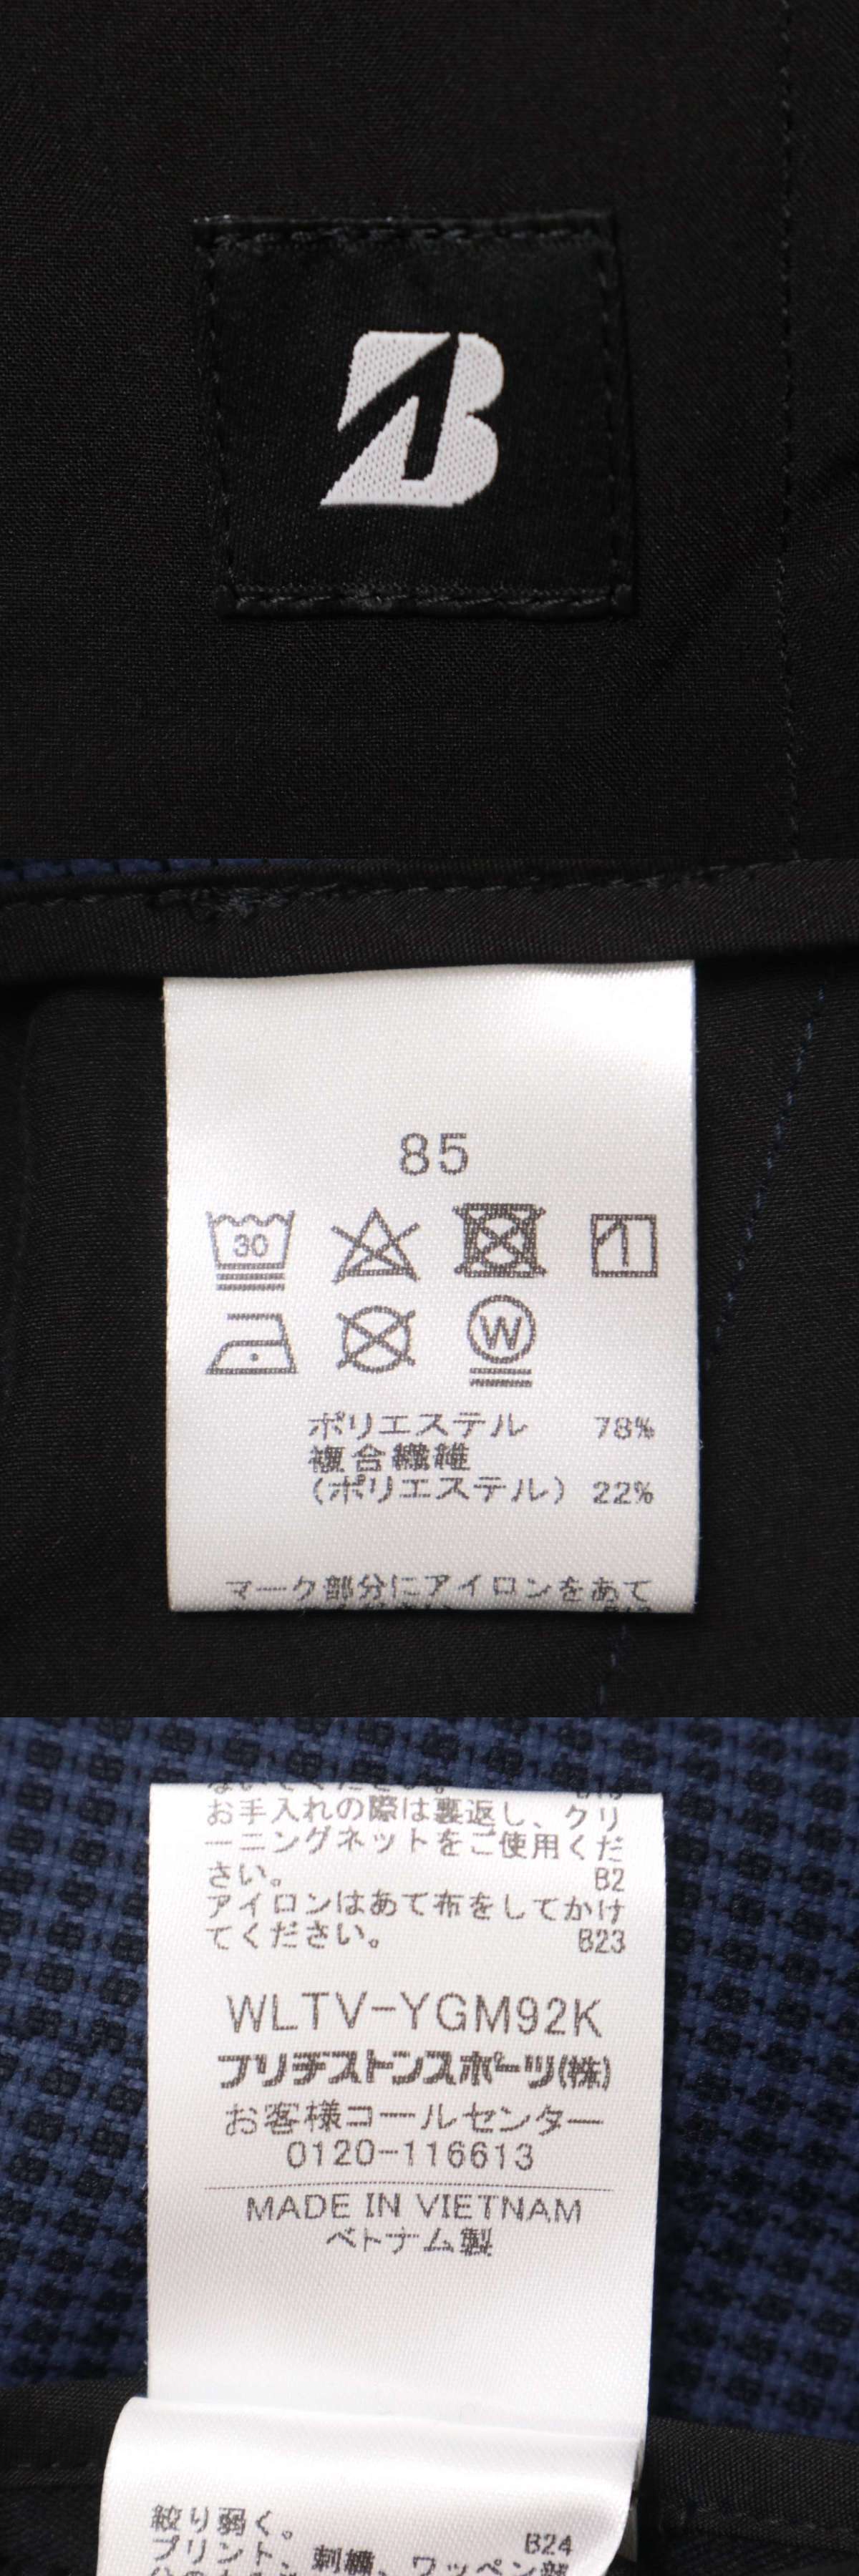 B
85
30
W
ポリエステル 78%
複合繊維
(ポリエステル) 22%
マーク部分にアイロンをあて
お手入れの際は裏返し、クリ
ーニングネットをご使用くだ
さい。 B2
アイロンはあて布をしてかけ
てください。 B23
WLTV-YGM92K
ブリヂストンスポーツ(株)
お客様コールセンター
0120-116613
MADE IN VIETNAM
ベトナム製
絞り弱く。 B24
プリント、刺繍、ワッペン部